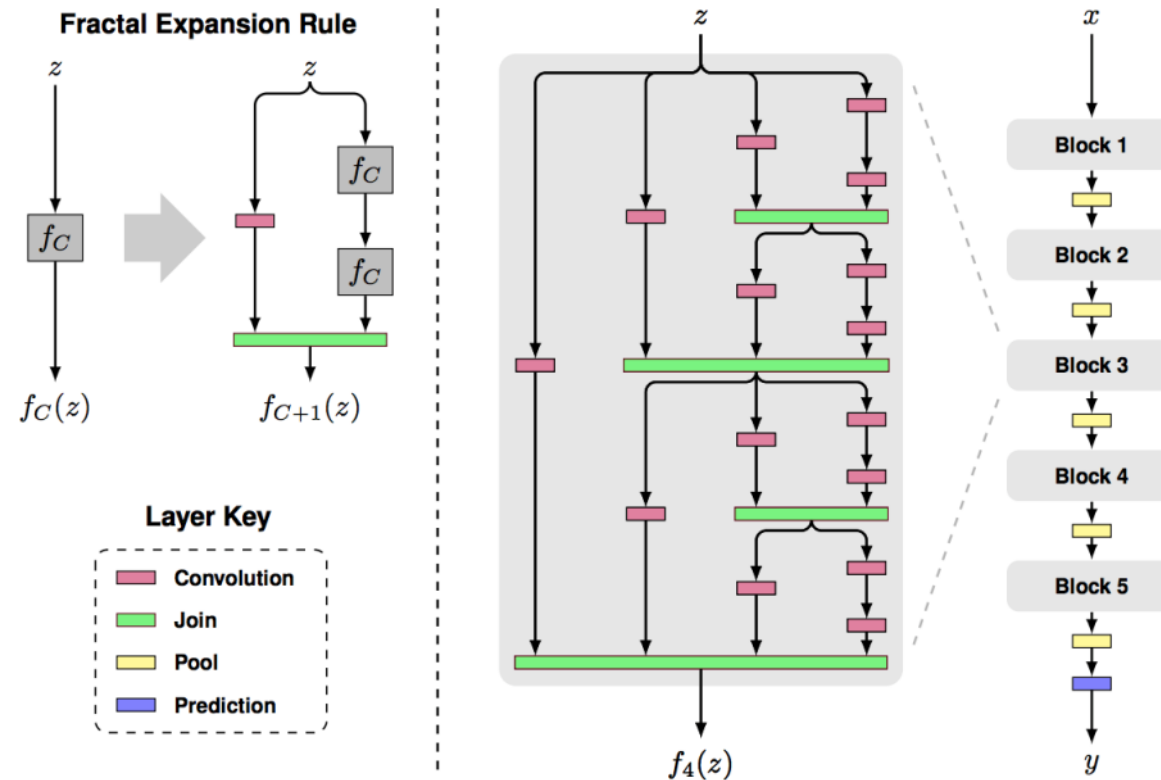 Fractal Expansion Rule
z
f_C
f_C(z)
z
f_C
f_C
f_{C+1}(z)
Layer Key
Convolution
Join
Pool
Prediction
z
f_4(z)
x
Block 1
Block 2
Block 3
Block 4
Block 5
y